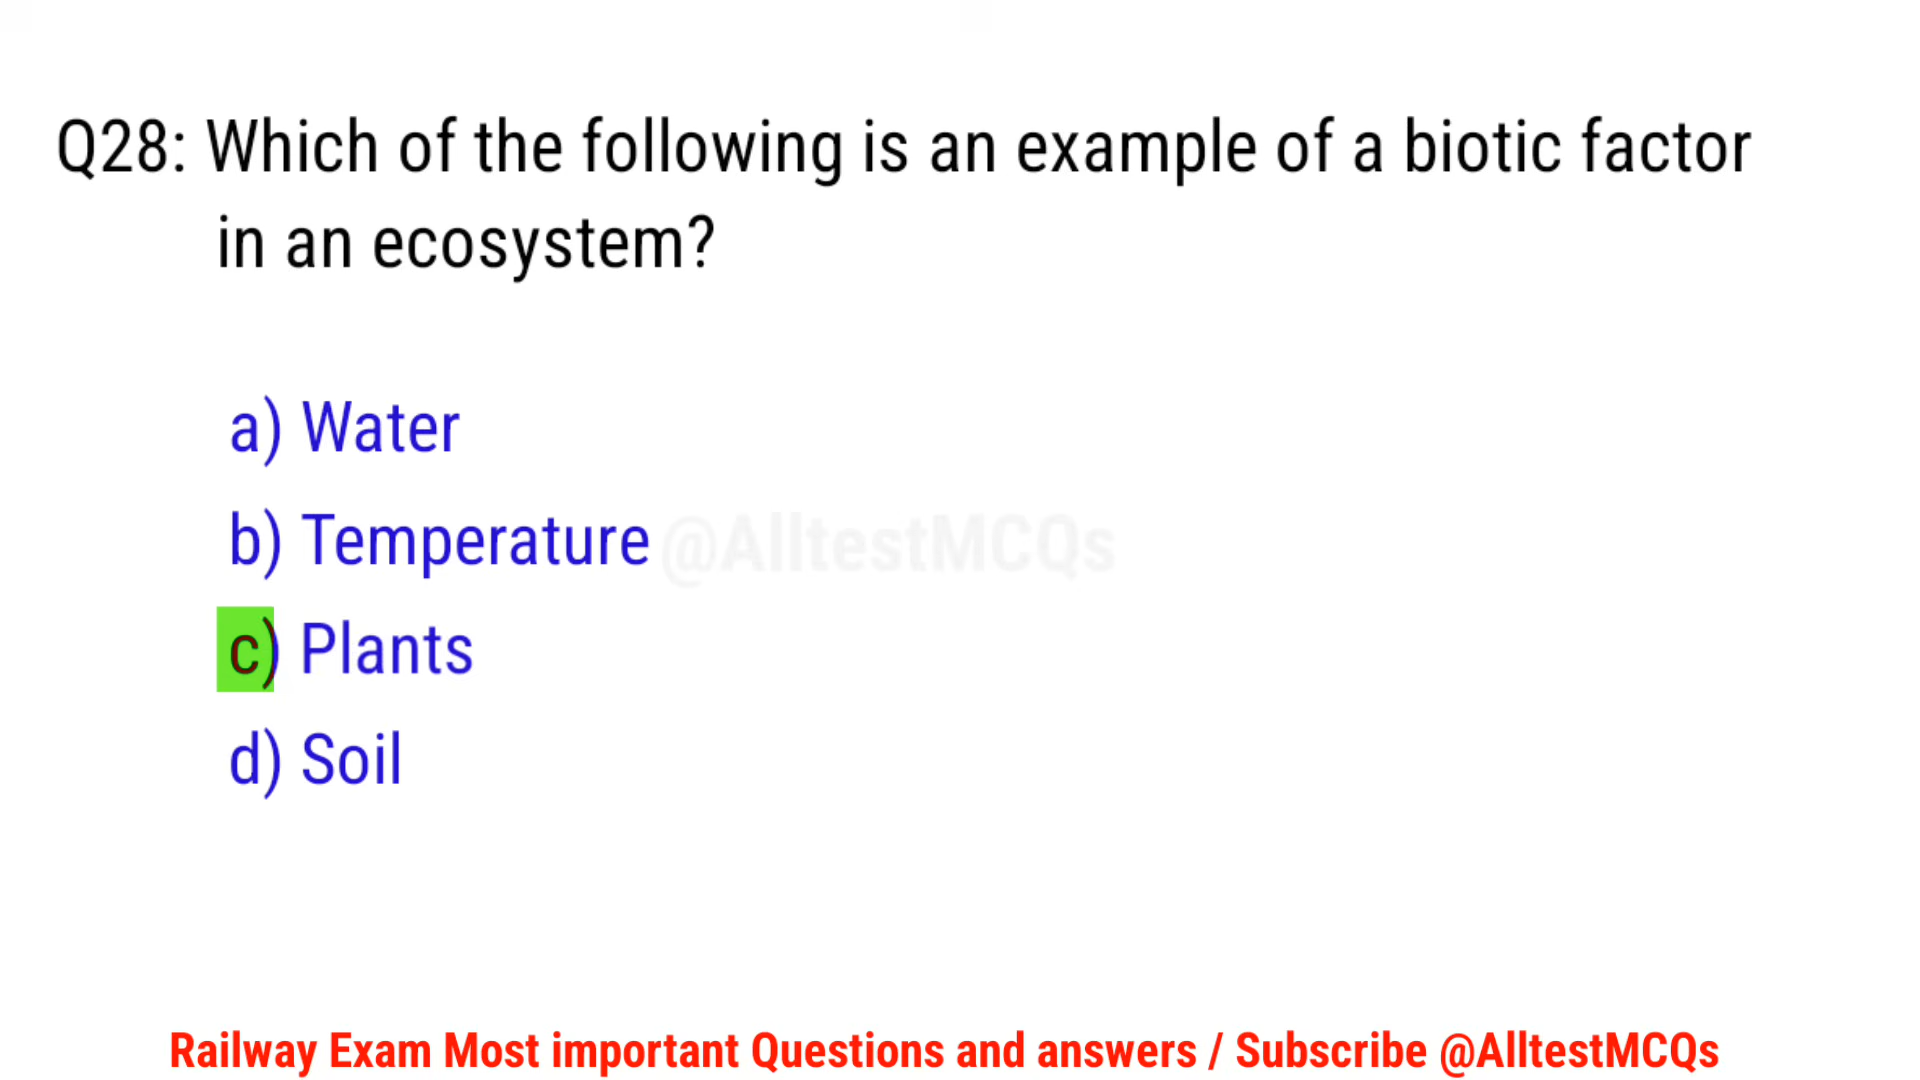 Q28: Which of the following is an example of a biotic factor
in an ecosystem?
a) Water
b) Temperature
@AlltestMCQs
c) Plants
d) Soil
Railway Exam Most important Questions and answers / Subscribe @AlltestMCQs